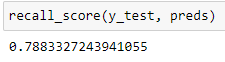 recall_score(y_test, preds)
0.7883327243941055